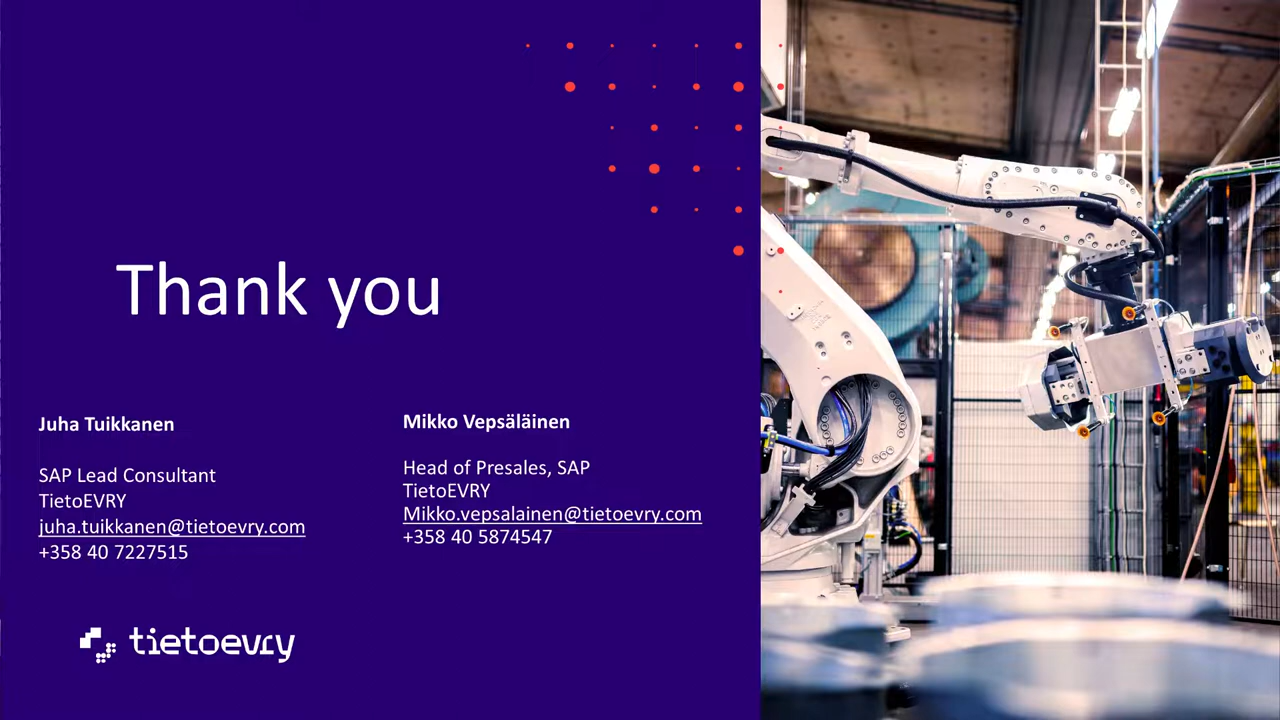 Thank you
Juha Tuikkanen
SAP Lead Consultant
TietoEVRY
juha.tuikkanen@tietoevry.com
+358 40 7227515
Mikko Vepsäläinen
Head of Presales, SAP
TietoEVRY
Mikko.vepsalainen@tietoevry.com
+358 40 5874547
tietoevry